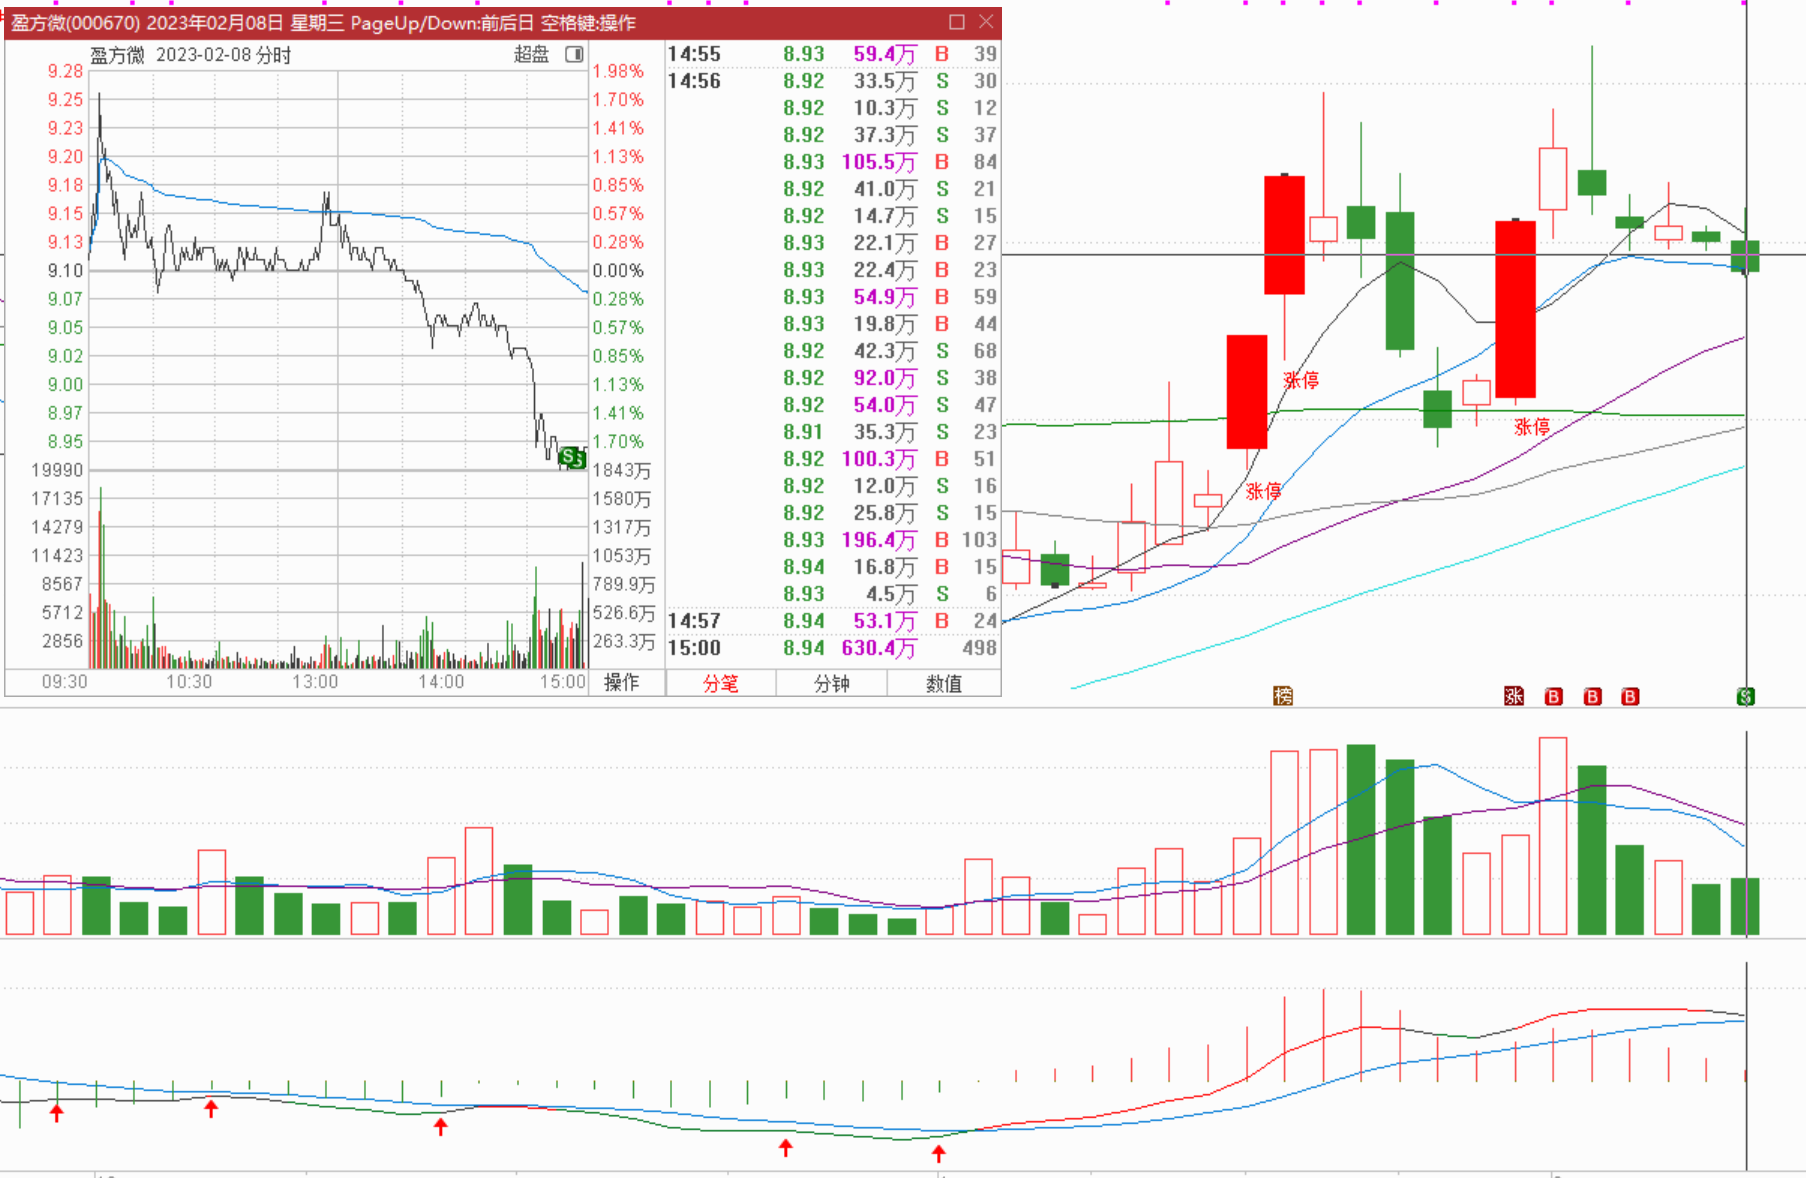 盈方微(000670) 2023年02月08日 星期三 PageUp/Down:前后日 空格键:操作
盈方微 2023-02-08 分时 超盘
9.28 1.98%
9.25 1.70%
9.23 1.41%
9.20 1.13%
9.18 0.85%
9.15 0.57%
9.13 0.28%
9.10 0.00%
9.07 0.28%
9.05 0.57%
9.02 0.85%
9.00 1.13%
8.97 1.41%
8.95 1.70%
S S
19990 1843万
17135 1580万
14279 1317万
11423 1053万
8567 789.9万
5712 526.6万
2856 263.3万
09:30 10:30 13:00 14:00 15:00 操作
14:55 8.93 59.4万 B 39
14:56 8.92 33.5万 S 30
8.92 10.3万 S 12
8.92 37.3万 S 37
8.93 105.5万 B 84
8.92 41.0万 S 21
8.92 14.7万 S 15
8.93 22.1万 B 27
8.93 22.4万 B 23
8.93 54.9万 B 59
8.93 19.8万 B 44
8.92 42.3万 S 68
8.92 92.0万 S 38
8.92 54.0万 S 47
8.91 35.3万 S 23
8.92 100.3万 B 51
8.92 12.0万 S 16
8.92 25.8万 S 15
8.93 196.4万 B 103
8.94 16.8万 B 15
8.93 4.5万 S 6
14:57 8.94 53.1万 B 24
15:00 8.94 630.4万 498
分笔 分钟 数值
涨停
涨停
涨停
榜 涨 B B B S